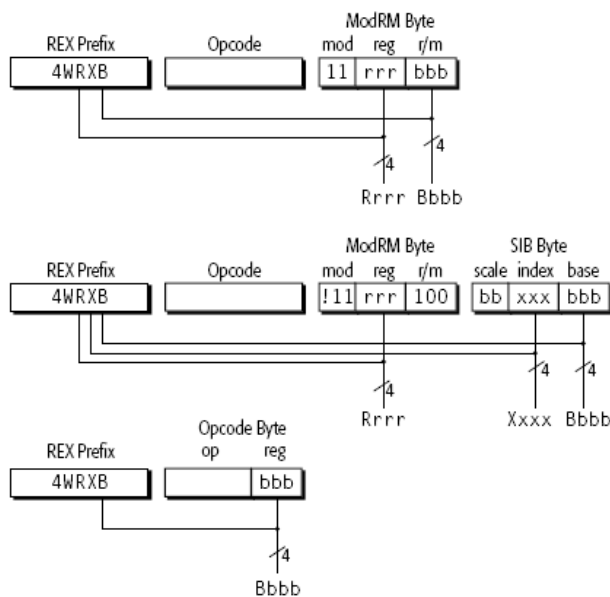 ModRM Byte
REX Prefix Opcode mod reg r/m
4WRXB 11 rrr bbb
4 4
Rrrr Bbbb
ModRM Byte SIB Byte
REX Prefix Opcode mod reg r/m scale index base
4WRXB !11 rrr 100 bb xxx bbb
4 4 4
Rrrr Xxxx Bbbb
Opcode Byte
REX Prefix op reg
4WRXB bbb
4
Bbbb